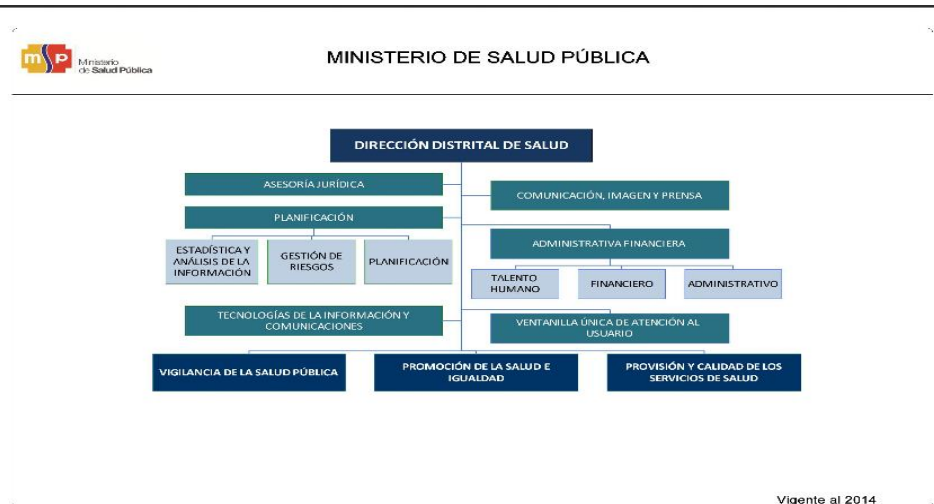 msp
Ministerio
de Salud Pública
MINISTERIO DE SALUD PÚBLICA
DIRECCIÓN DISTRITAL DE SALUD
ASESORÍA JURÍDICA
COMUNICACIÓN, IMAGEN Y PRENSA
PLANIFICACIÓN
ESTADÍSTICA Y
ANÁLISIS DE LA
INFORMACIÓN
GESTIÓN DE
RIESGOS
PLANIFICACIÓN
ADMINISTRATIVA FINANCIERA
TALENTO
HUMANO
FINANCIERO
ADMINISTRATIVO
TECNOLOGÍAS DE LA INFORMACIÓN Y
COMUNICACIONES
VENTANILLA ÚNICA DE ATENCIÓN AL
USUARIO
VIGILANCIA DE LA SALUD PÚBLICA
PROMOCIÓN DE LA SALUD E
IGUALDAD
PROVISIÓN Y CALIDAD DE LOS
SERVICIOS DE SALUD
Vigente al 2014